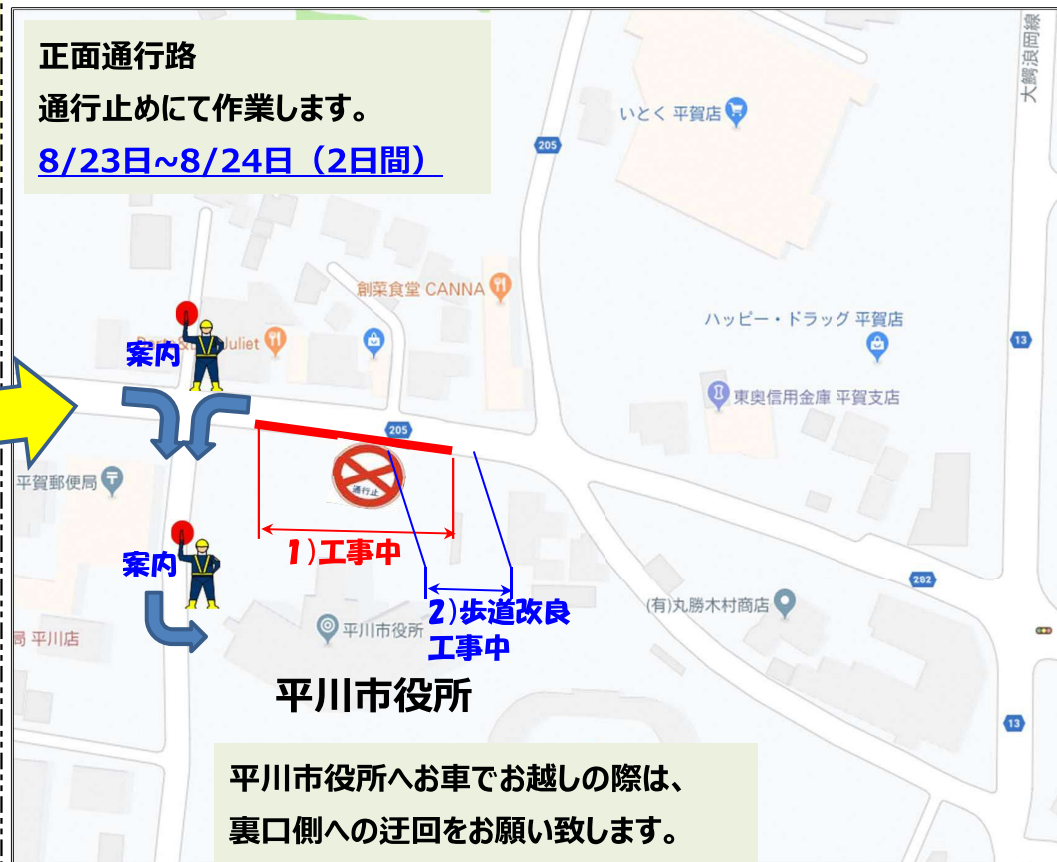 正面通行路
通行止めにて作業します。
8/23日~8/24日（2日間）
大鰐浪岡線
いとく 平賀店
205
創菜食堂 CANNA
ハッピー・ドラッグ 平賀店
13
案内
Juliet
東奥信用金庫 平賀支店
205
平賀郵便局
通行止
1)工事中
案内
282
2)歩道改良
工事中
(有)丸勝木村商店
平川市役所
局 平川店
平川市役所
13
平川市役所へお車でお越しの際は、
裏口側への迂回をお願い致します。